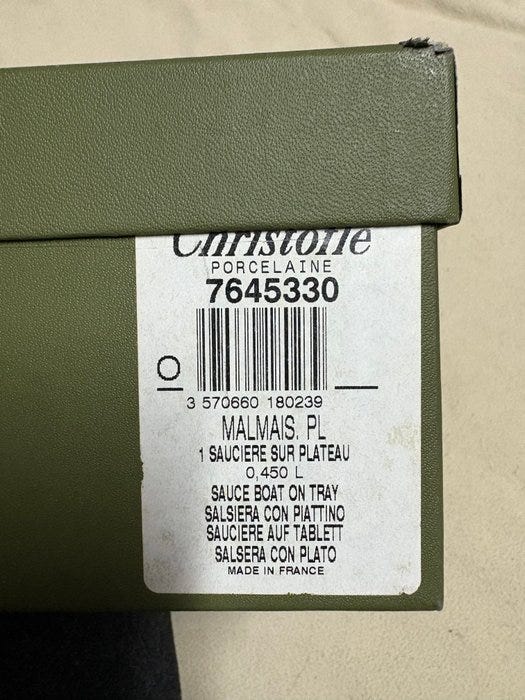 Christofle
PORCELAINE
7645330
O
3 570660 180239
MALMAIS. PL
1 SAUCIERE SUR PLATEAU
0,450 L
SAUCE BOAT ON TRAY
SALSIERA CON PIATTINO
SAUCIERE AUF TABLETT
SALSERA CON PLATO
MADE IN FRANCE